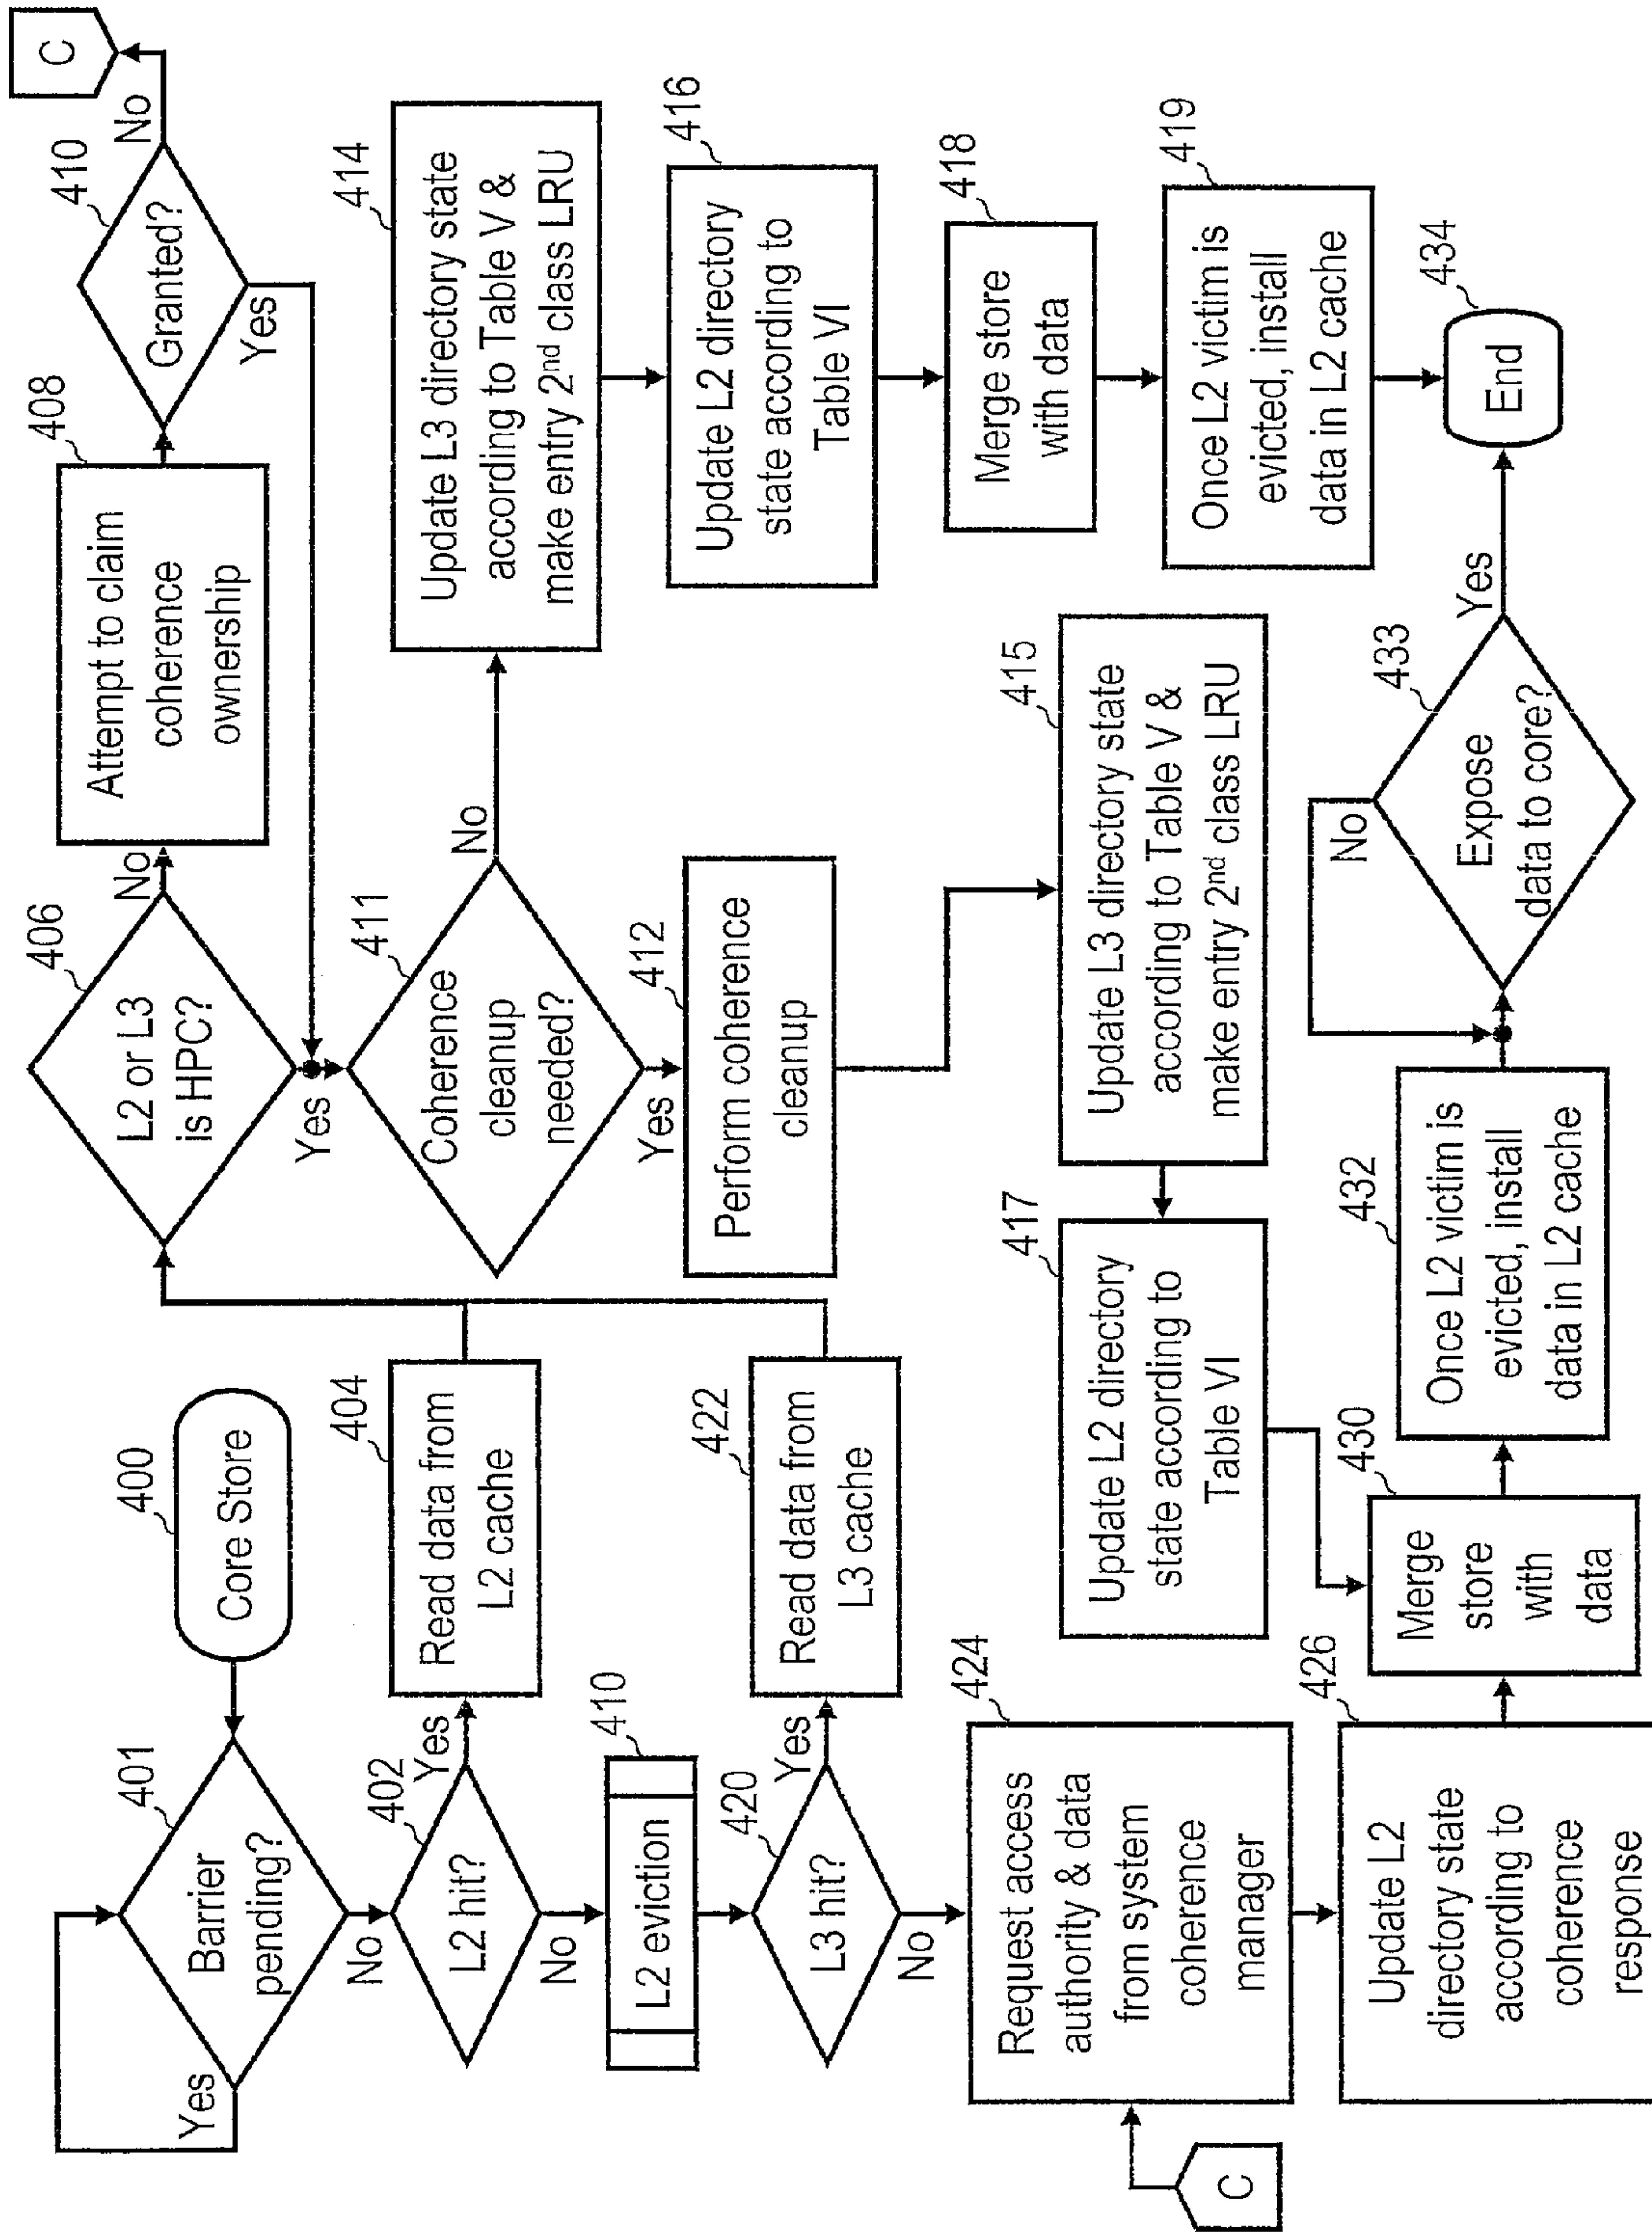 400
Core Store
401
Barrier
pending?
Yes
No
402
L2 hit?
Yes
No
404
Read data from
L2 cache
406
L2 or L3
is HPC?
No
Yes
408
Attempt to claim
coherence
ownership
410
Granted?
No
Yes
C
410
L2 eviction
420
L3 hit?
Yes
No
422
Read data from
L3 cache
411
Coherence
cleanup
needed?
No
Yes
412
Perform coherence
cleanup
414
Update L3 directory state
according to Table V &
make entry 2nd class LRU
416
Update L2 directory
state according to
Table VI
418
Merge store
with data
419
Once L2 victim is
evicted, install
data in L2 cache
415
Update L3 directory state
according to Table V &
make entry 2nd class LRU
417
Update L2 directory
state according to
Table VI
C
424
Request access
authority & data
from system
coherence
manager
426
Update L2
directory state
according to
coherence
response
430
Merge
store
with
data
432
Once L2 victim is
evicted, install
data in L2 cache
433
Expose
data to core?
No
Yes
434
End